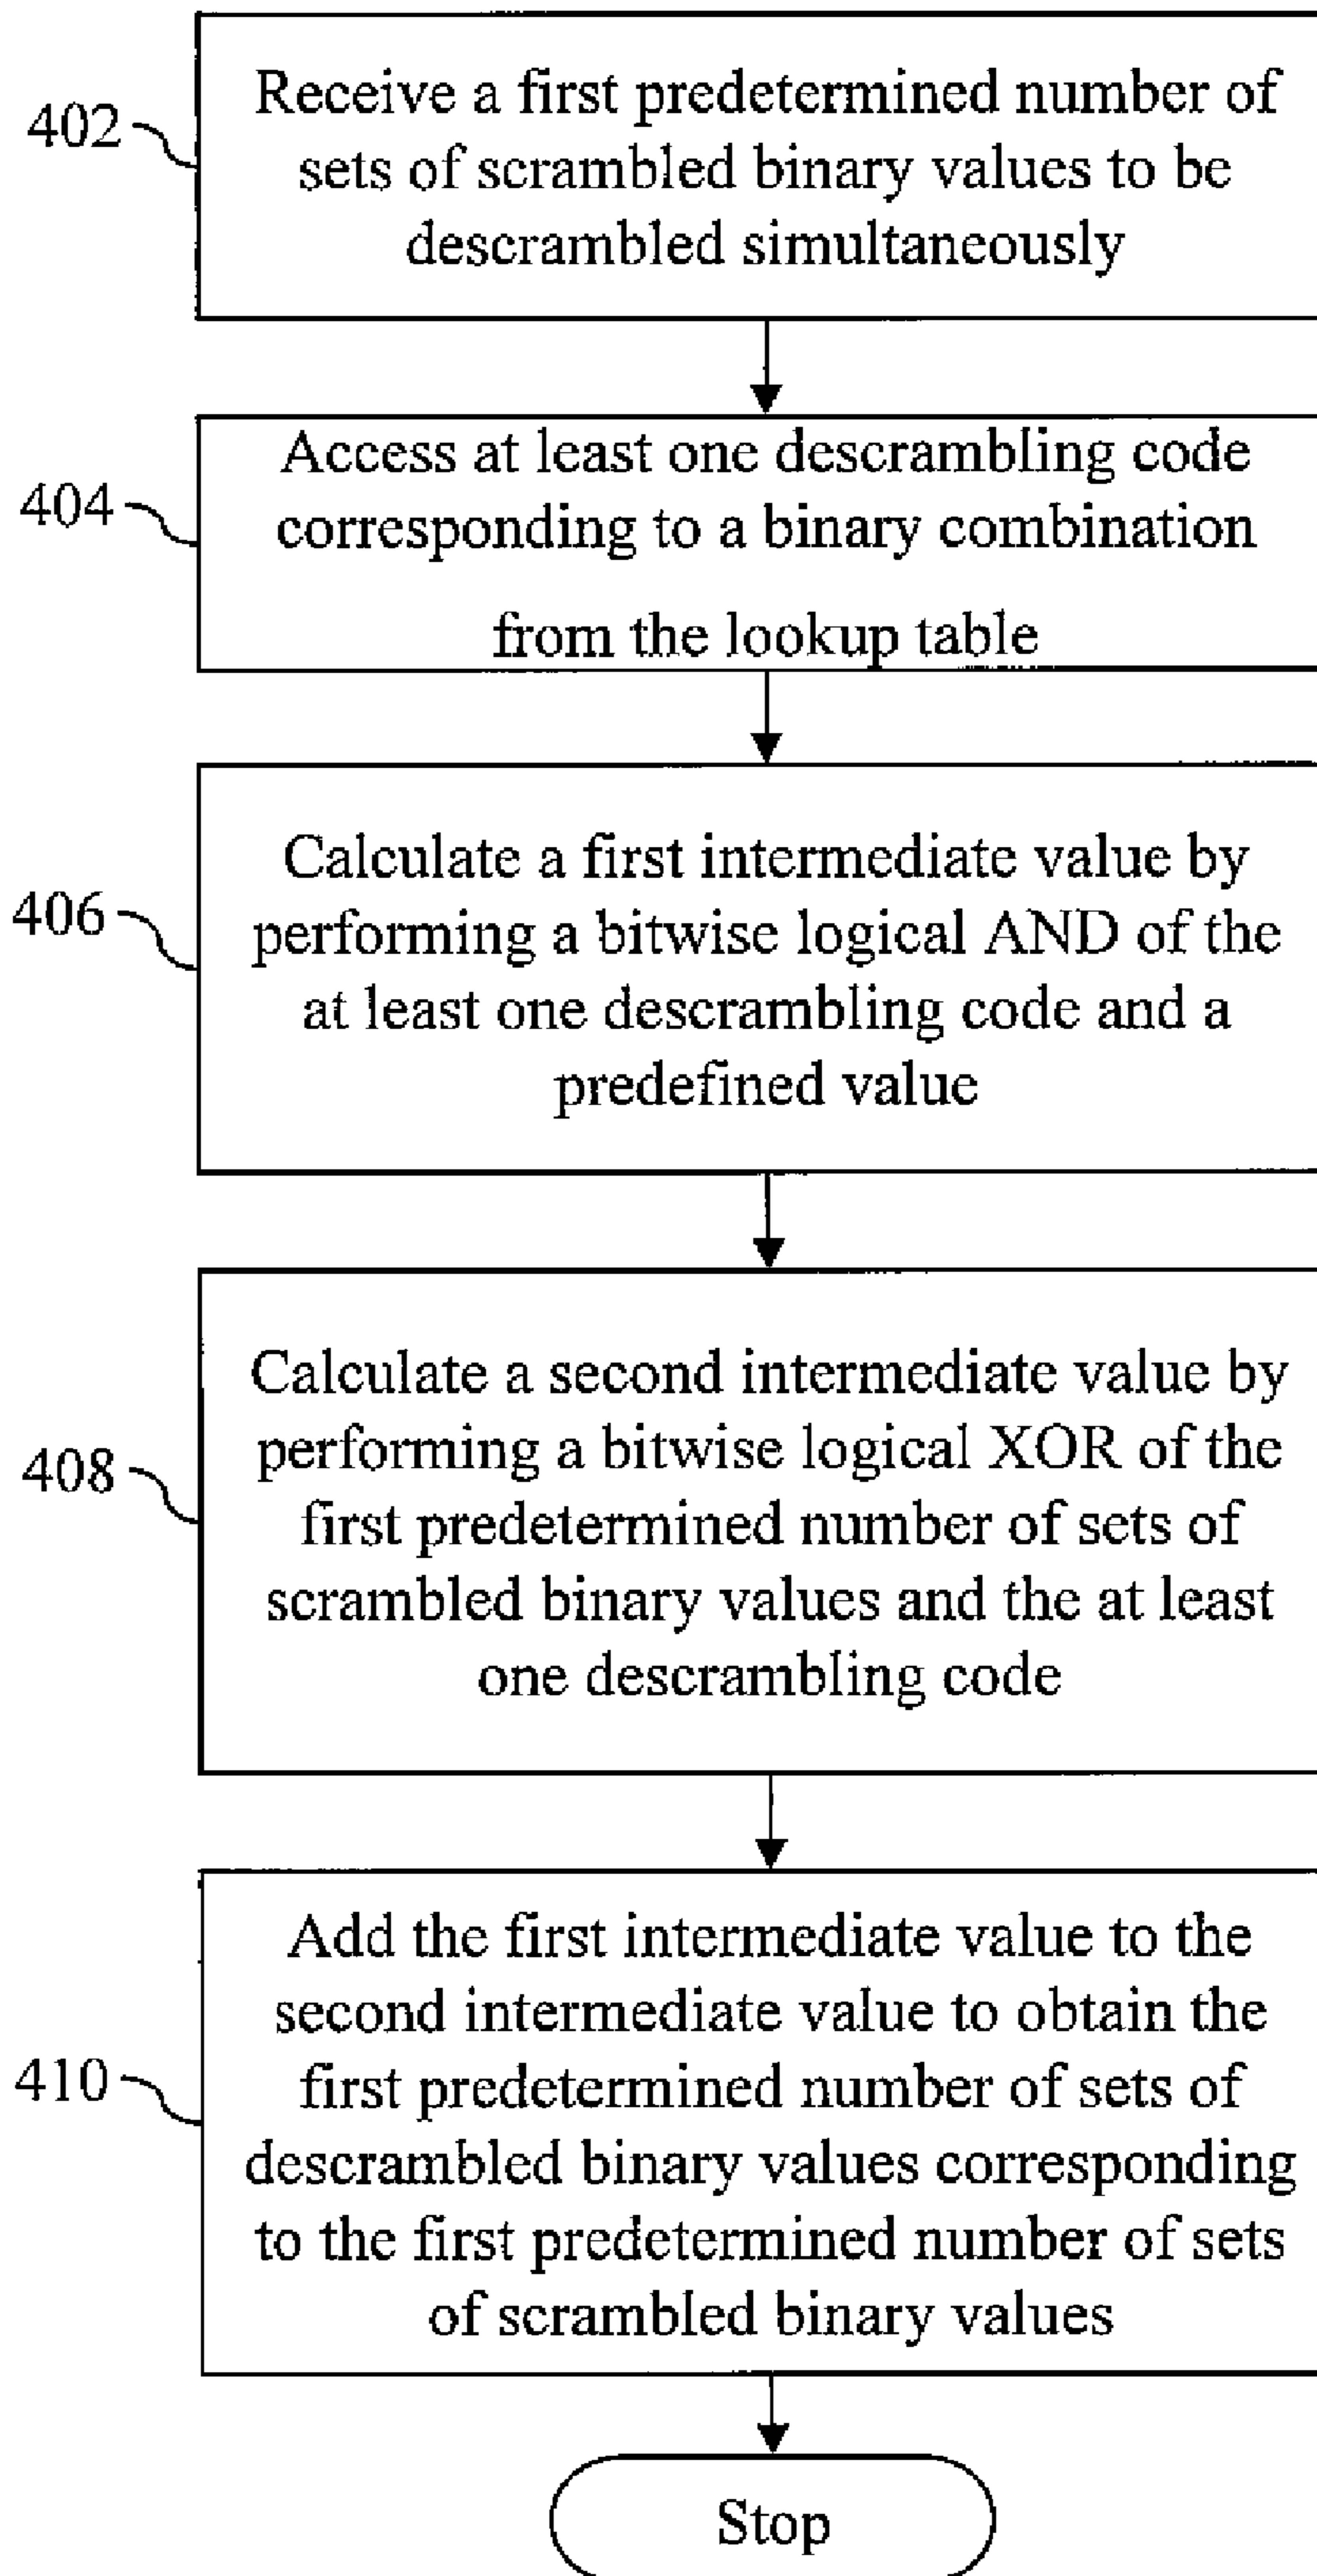 402
Receive a first predetermined number of
sets of scrambled binary values to be
descrambled simultaneously
404
Access at least one descrambling code
corresponding to a binary combination
from the lookup table
406
Calculate a first intermediate value by
performing a bitwise logical AND of the
at least one descrambling code and a
predefined value
408
Calculate a second intermediate value by
performing a bitwise logical XOR of the
first predetermined number of sets of
scrambled binary values and the at least
one descrambling code
410
Add the first intermediate value to the
second intermediate value to obtain the
first predetermined number of sets of
descrambled binary values corresponding
to the first predetermined number of sets
of scrambled binary values
Stop